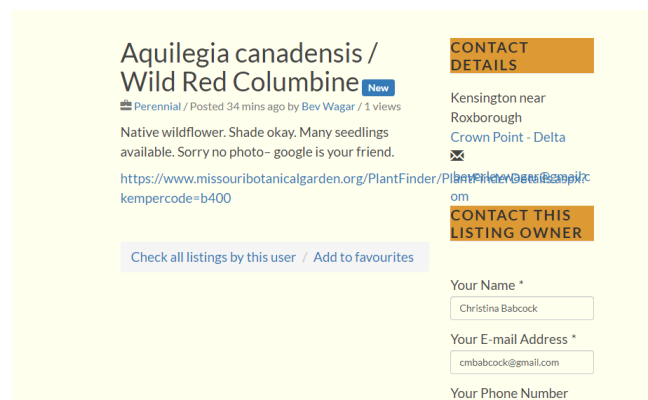 Aquilegia canadensis /
Wild Red Columbine New
Perennial / Posted 34 mins ago by Bev Wagar / 1 views
Native wildflower. Shade okay. Many seedlings
available. Sorry no photo– google is your friend.
https://www.missouribotanicalgarden.org/PlantFinder/PlantFinderDetails.aspx?
kempercode=b400
Check all listings by this user / Add to favourites
CONTACT
DETAILS
Kensington near
Roxborough
Crown Point - Delta
om
CONTACT THIS
LISTING OWNER
Your Name *
Christina Babcock
Your E-mail Address *
cmbabcock@gmail.com
Your Phone Number